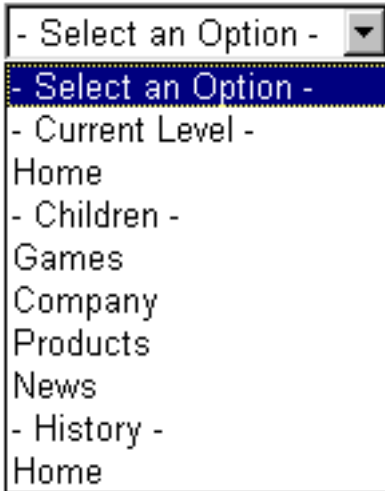 - Select an Option -
- Select an Option -
- Current Level -
Home
- Children -
Games
Company
Products
News
- History -
Home